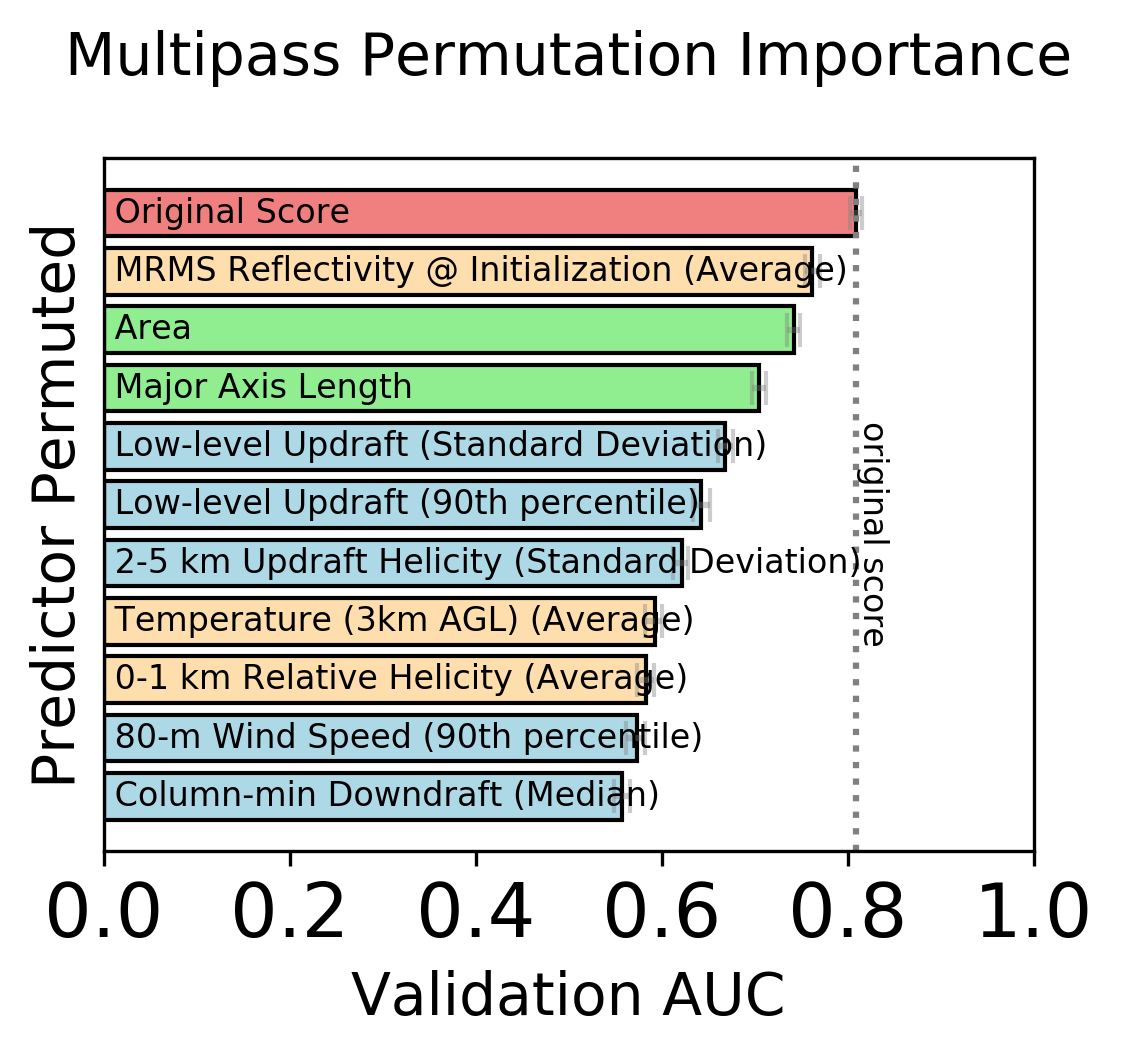 Multipass Permutation Importance
Predictor Permuted
Original Score
MRMS Reflectivity @ Initialization (Average)
Area
Major Axis Length
Low-level Updraft (Standard Deviation)
Low-level Updraft (90th percentile)
2-5 km Updraft Helicity (Standard Deviation)
Temperature (3km AGL) (Average)
0-1 km Relative Helicity (Average)
80-m Wind Speed (90th percentile)
Column-min Downdraft (Median)
original score
0.0 0.2 0.4 0.6 0.8 1.0
Validation AUC